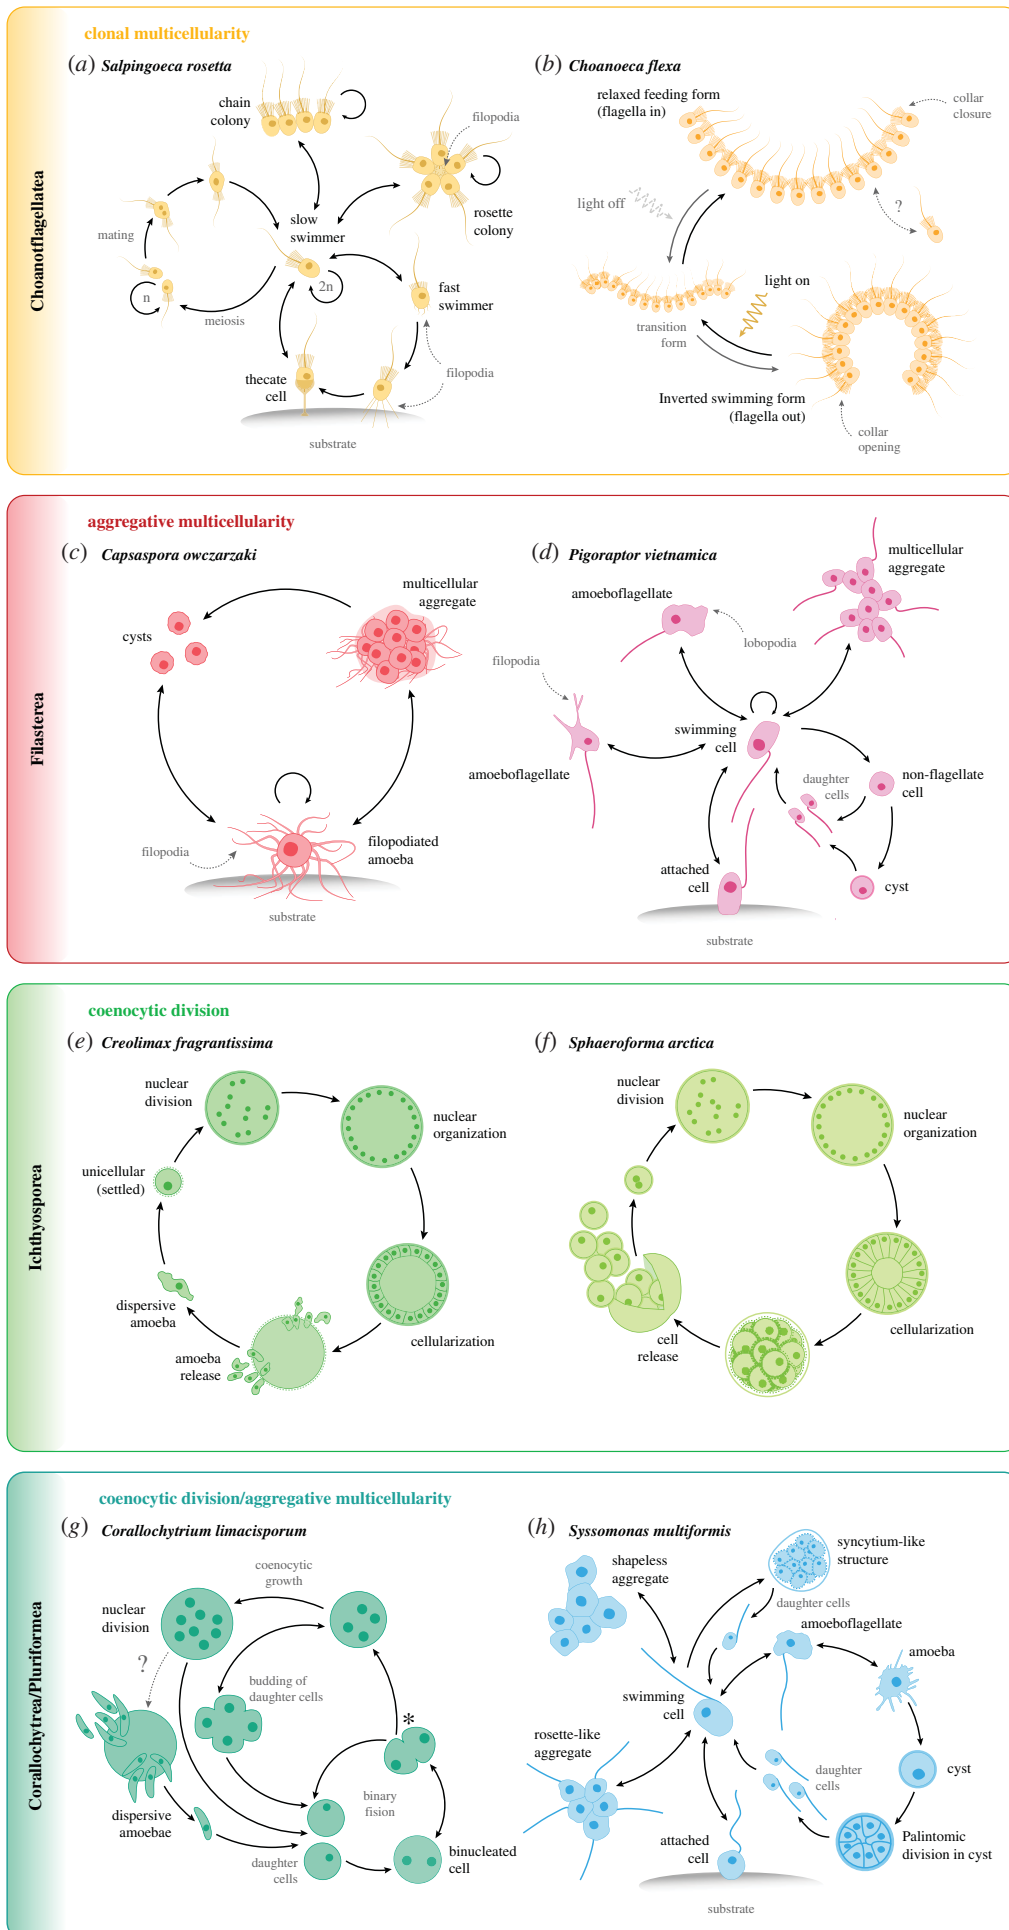 clonal multicellularity
Choanotflagellatea
(a) Salpingoeca rosetta
chain
colony
filopodia
rosette
colony
slow
swimmer
mating
n
2n
meiosis
fast
swimmer
thecate
cell
filopodia
substrate
(b) Choanoeca flexa
relaxed feeding form
(flagella in)
collar
closure
light off
?
light on
transition
form
Inverted swimming form
(flagella out)
collar
opening
aggregative multicellularity
Filasterea
(c) Capsaspora owczarzaki
multicellular
aggregate
cysts
filopodia
filopodiated
amoeba
substrate
(d) Pigoraptor vietnamica
multicellular
aggregate
amoeboflagellate
lobopodia
filopodia
swimming
cell
amoeboflagellate
daughter
cells
non-flagellate
cell
attached
cell
cyst
substrate
coenocytic division
Ichthyosporea
(e) Creolimax fragrantissima
nuclear
division
nuclear
organization
unicellular
(settled)
dispersive
amoeba
amoeba
release
cellularization
(f) Sphaeroforma arctica
nuclear
division
nuclear
organization
cell
release
cellularization
coenocytic division/aggregative multicellularity
Corallochytrea/Pluriformea
(g) Corallochytrium limacisporum
coenocytic
growth
nuclear
division
?
budding of
daughter cells
*
binary
fission
dispersive
amoebae
daughter
cells
binucleated
cell
(h) Syssomonas multiformis
shapeless
aggregate
syncytium-like
structure
daughter cells
amoeboflagellate
amoeba
swimming
cell
rosette-like
aggregate
daughter
cells
cyst
attached
cell
Palintomic
division in cyst
substrate